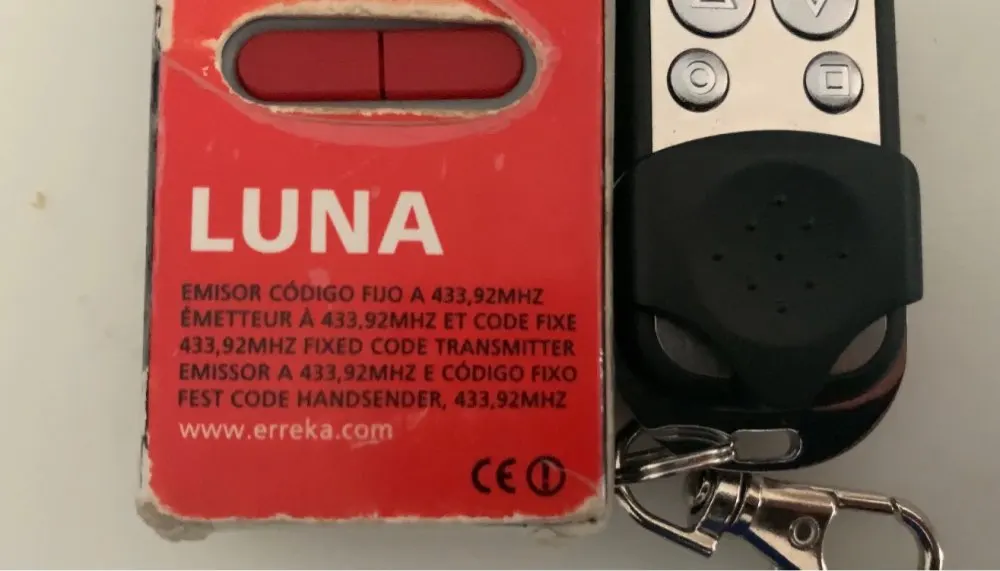 LUNA
EMISOR CÓDIGO FIJO A 433,92MHZ
ÉMETTEUR À 433,92MHZ ET CODE FIXE
433,92MHZ FIXED CODE TRANSMITTER
EMISSOR A 433,92MHZ E CÓDIGO FIXO
FEST CODE HANDSENDER, 433,92MHZ
www.erreka.com
CE